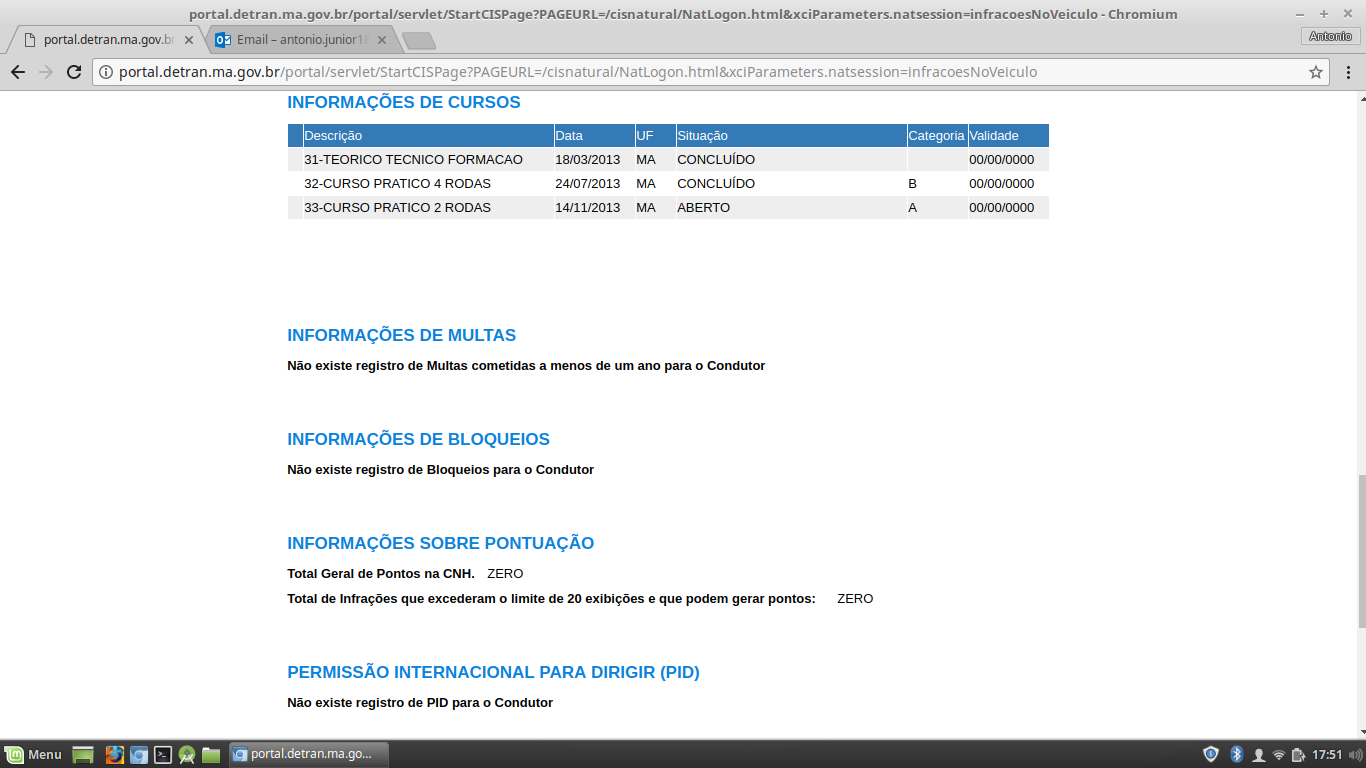 portal.detran.ma.gov.br/portal/servlet/StartCISPage?PAGEURL=/cisnatural/NatLogon.html&xciParameters.natsession=infracoesNoVeiculo - Chromium
portal.detran.ma.gov.br Email – antonio.junior18 Antonio
portal.detran.ma.gov.br/portal/servlet/StartCISPage?PAGEURL=/cisnatural/NatLogon.html&xciParameters.natsession=infracoesNoVeiculo
INFORMAÇÕES DE CURSOS
Descrição Data UF Situação Categoria Validade
31-TEORICO TECNICO FORMACAO 18/03/2013 MA CONCLUÍDO 00/00/0000
32-CURSO PRATICO 4 RODAS 24/07/2013 MA CONCLUÍDO B 00/00/0000
33-CURSO PRATICO 2 RODAS 14/11/2013 MA ABERTO A 00/00/0000
INFORMAÇÕES DE MULTAS
Não existe registro de Multas cometidas a menos de um ano para o Condutor
INFORMAÇÕES DE BLOQUEIOS
Não existe registro de Bloqueios para o Condutor
INFORMAÇÕES SOBRE PONTUAÇÃO
Total Geral de Pontos na CNH. ZERO
Total de Infrações que excederam o limite de 20 exibições e que podem gerar pontos: ZERO
PERMISSÃO INTERNACIONAL PARA DIRIGIR (PID)
Não existe registro de PID para o Condutor
Menu portal.detran.ma.go... 17:51